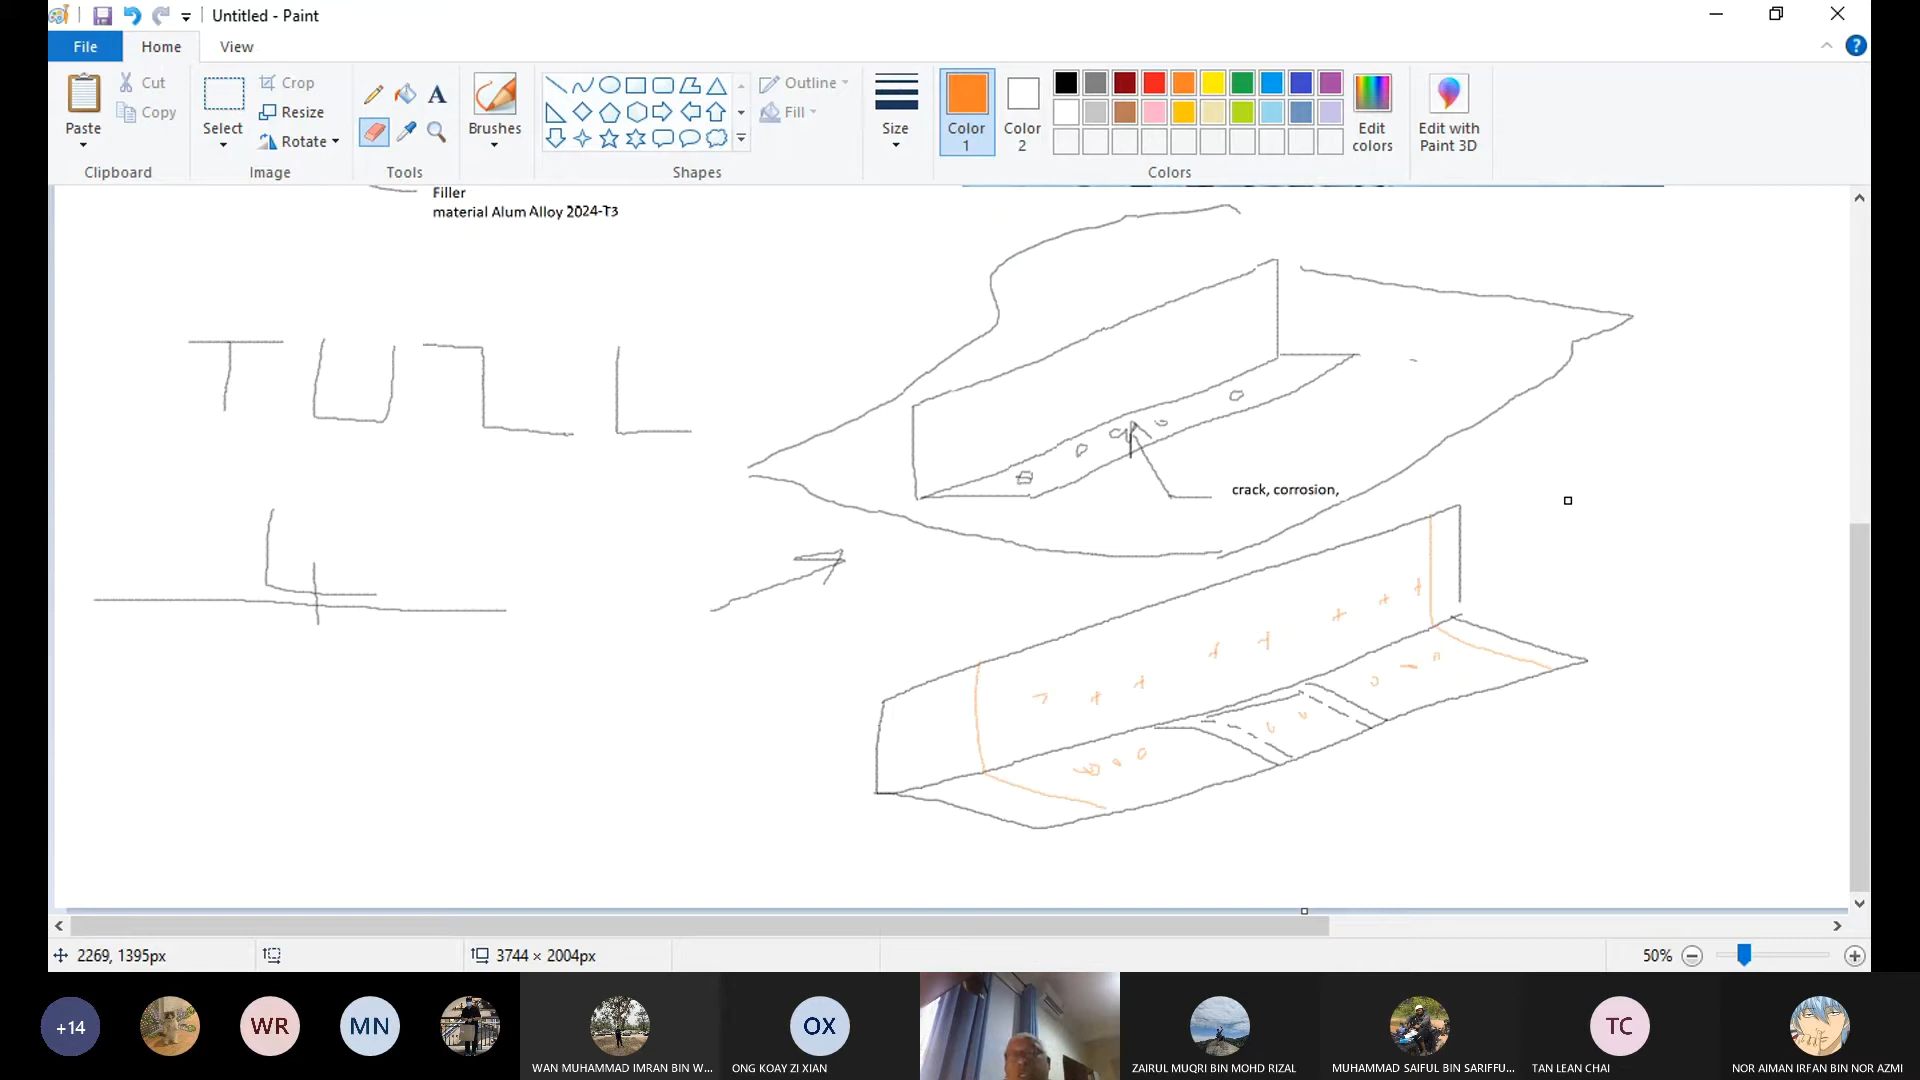 Untitled - Paint
File
Home
View
Paste
Cut
Copy
Clipboard
Select
Crop
Resize
Rotate
Image
A
Tools
Brushes
Shapes
Outline
Fill
Size
Color
1
Color
2
Edit
colors
Colors
Edit with
Paint 3D
Filler
material Alum Alloy 2024-T3
crack, corrosion,
2269, 1395px
3744 × 2004px
50%
+14
WR
MN
WAN MUHAMMAD IMRAN BIN W...
OX
ONG KOAY ZI XIAN
ZAIRUL MUQRI BIN MOHD RIZAL
MUHAMMAD SAIFUL BIN SARIFFU...
TC
TAN LEAN CHAI
NOR AIMAN IRFAN BIN NOR AZMI